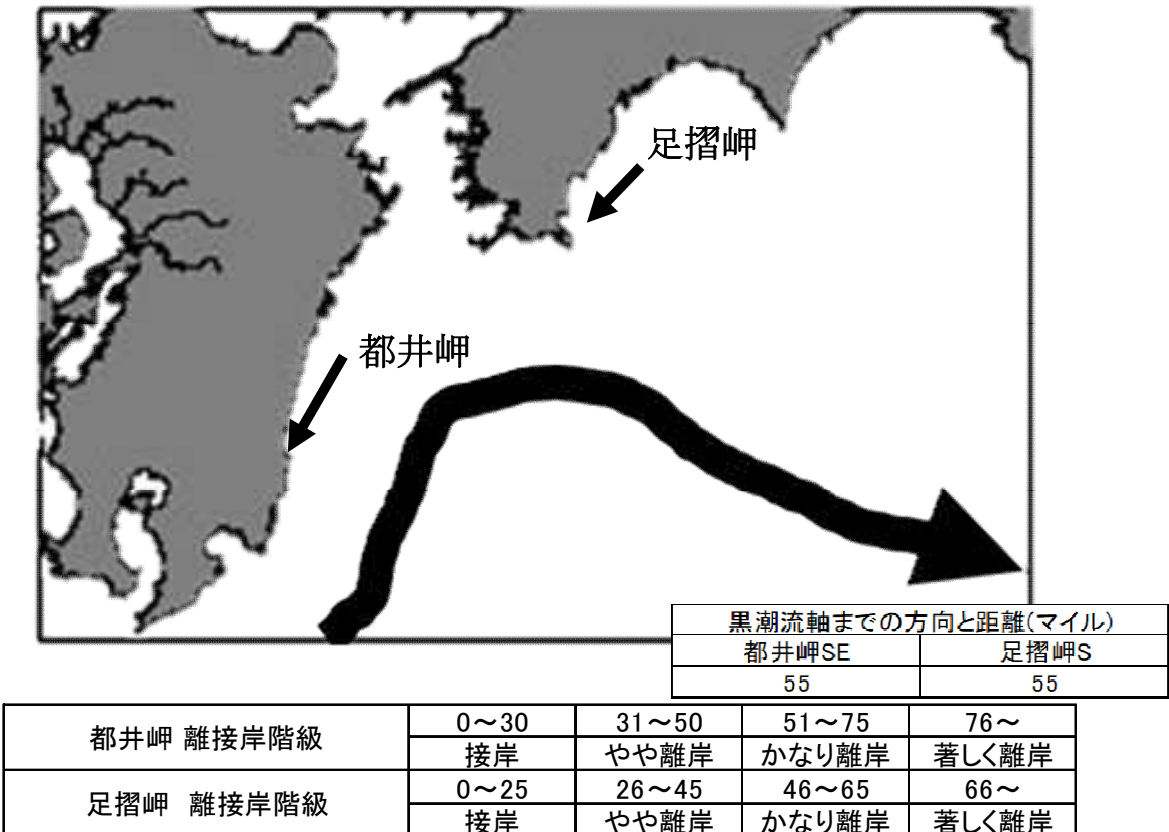 足摺岬
都井岬
黒潮流軸までの方向と距離(マイル)
都井岬SE 足摺岬S
55 55
都井岬 離接岸階級 0～30 31～50 51～75 76～
接岸 やや離岸 かなり離岸 著しく離岸
足摺岬 離接岸階級 0～25 26～45 46～65 66～
接岸 やや離岸 かなり離岸 著しく離岸